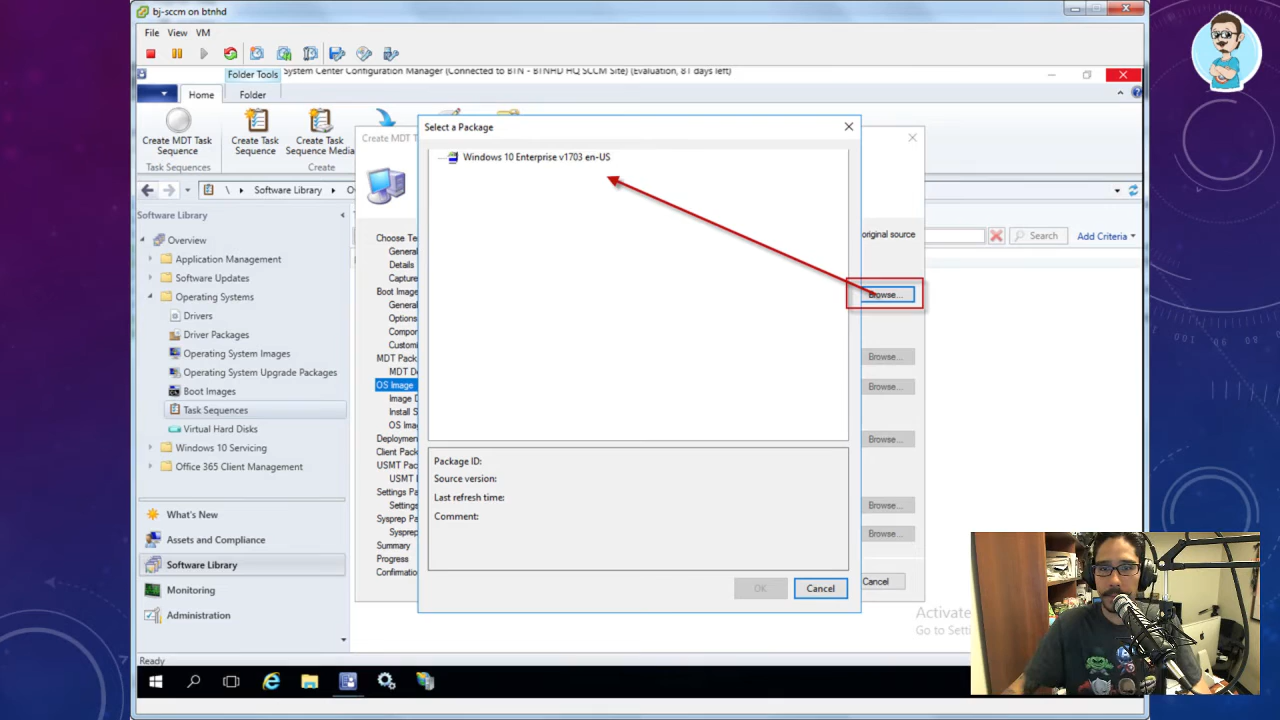 bj-sccm on btnhd
File View VM
Folder Tools System Center Configuration Manager (Connected to BTN - BTNHD HQ SCCM Site) (Evaluation, 81 days left)
Home Folder
Create MDT Task Sequence
Create Task Sequence
Create Task Sequence Media
Task Sequences
Create
\ Software Library
Software Library
Overview
Application Management
Software Updates
Operating Systems
Drivers
Driver Packages
Operating System Images
Operating System Upgrade Packages
Boot Images
Task Sequences
Virtual Hard Disks
Windows 10 Servicing
Office 365 Client Management
What's New
Assets and Compliance
Software Library
Monitoring
Administration
Ready
Create MDT T
Choose Te
General
Details
Capture
Boot Image
General
Options
Compon
Customi
MDT Pack
MDT De
OS Image
Image D
Install S
OS Imag
Deploymen
Client Pack
USMT Pac
USMT D
Settings Pa
Settings
Sysprep Pa
Sysprep
Summary
Progress
Confirmatio
Select a Package
Windows 10 Enterprise v1703 en-US
Package ID:
Source version:
Last refresh time:
Comment:
OK Cancel
original source
Browse...
Browse...
Browse...
Browse...
Browse...
Browse...
Cancel
Search Add Criteria
Activate
Go to Setti